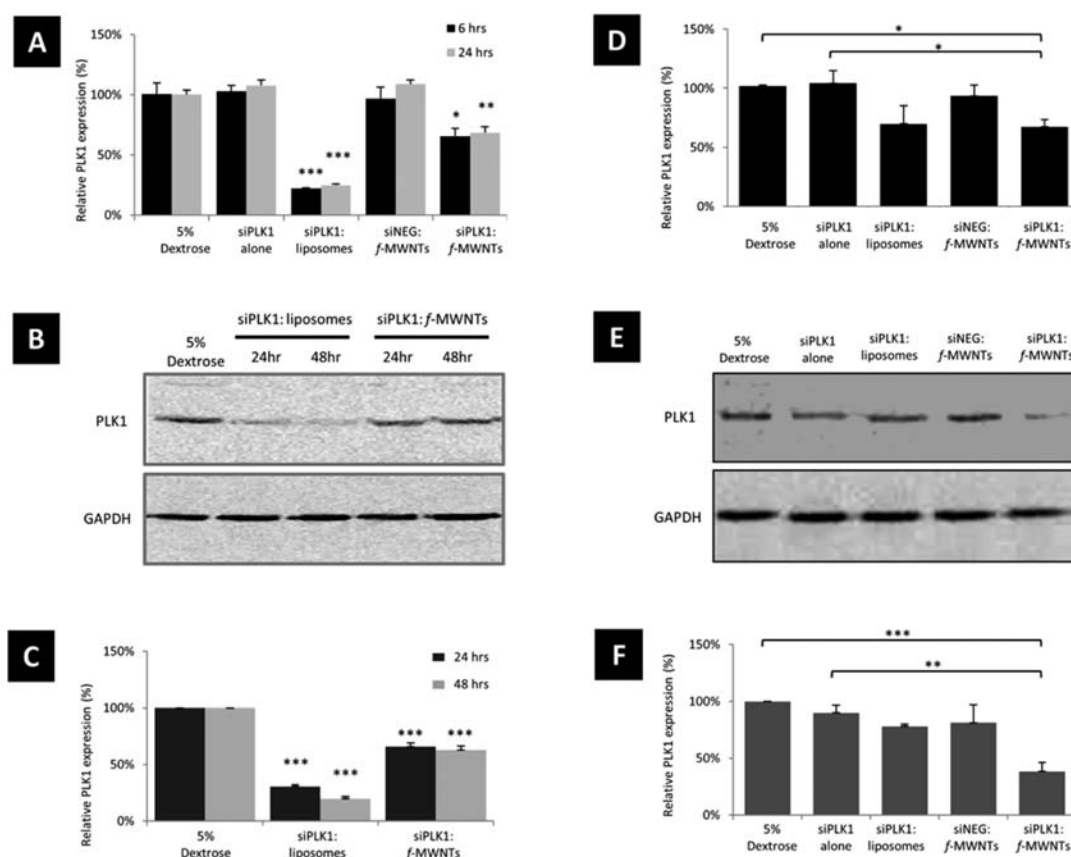 A
Relative PLK1 expression (%)
150%
100%
50%
0%
6 hrs
24 hrs
***
***
*
**
5%
Dextrose
siPLK1
alone
siPLK1:
liposomes
siNEG:
f-MWNTs
siPLK1:
f-MWNTs
B
5%
Dextrose
siPLK1: liposomes
24hr 48hr
siPLK1: f-MWNTs
24hr 48hr
PLK1
GAPDH
C
Relative PLK1 expression (%)
150%
100%
50%
0%
24 hrs
48 hrs
***
***
***
***
5%
Dextrose
siPLK1:
liposomes
siPLK1:
f-MWNTs
D
Relative PLK1 expression (%)
150%
100%
50%
0%
*
*
5%
Dextrose
siPLK1
alone
siPLK1:
liposomes
siNEG:
f-MWNTs
siPLK1:
f-MWNTs
E
5%
Dextrose
siPLK1
alone
siPLK1:
liposomes
siNEG:
f-MWNTs
siPLK1:
f-MWNTs
PLK1
GAPDH
F
Relative PLK1 expression (%)
150%
100%
50%
0%
***
**
5%
Dextrose
siPLK1
alone
siPLK1:
liposomes
siNEG:
f-MWNTs
siPLK1:
f-MWNTs